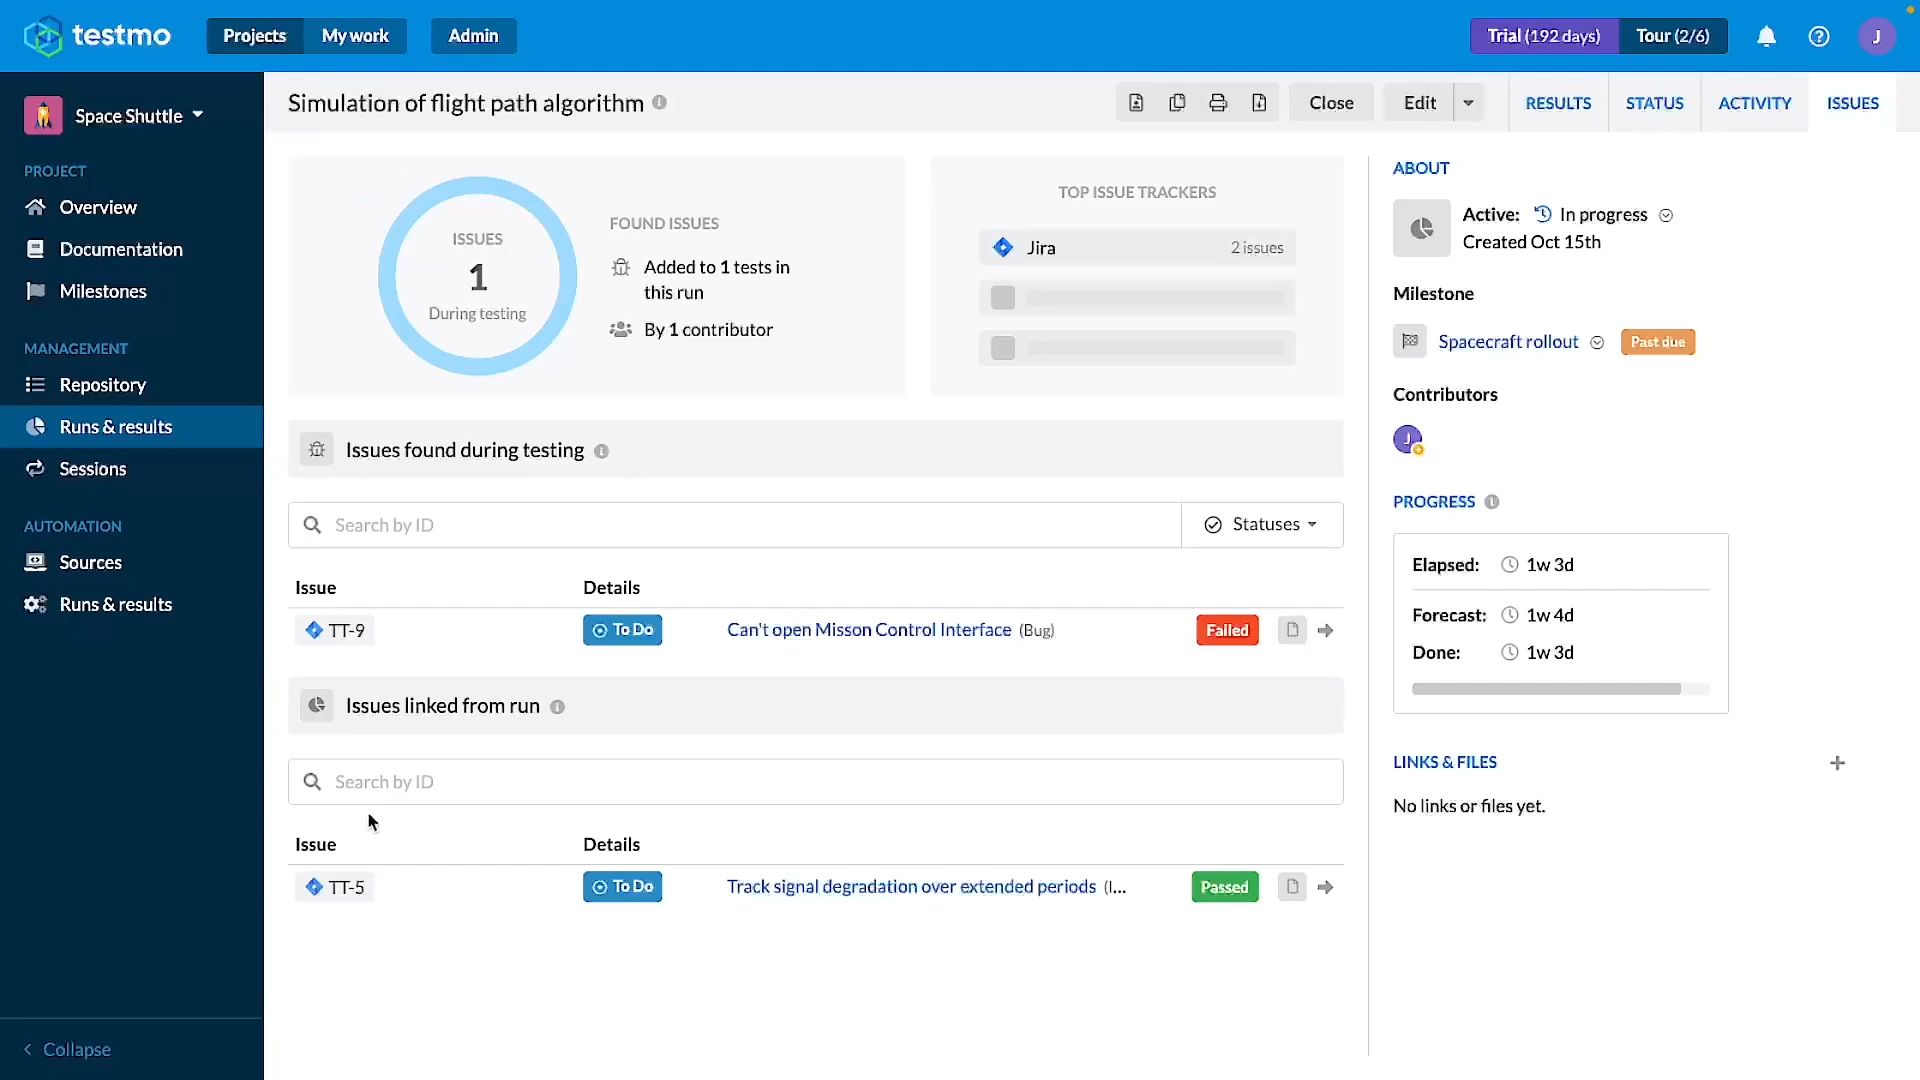 testmo
Projects
My work
Admin
Trial (192 days)
Tour (2/6)
J
Space Shuttle
PROJECT
Overview
Documentation
Milestones
MANAGEMENT
Repository
Runs & results
Sessions
AUTOMATION
Sources
Runs & results
Collapse
Simulation of flight path algorithm
Close
Edit
RESULTS
STATUS
ACTIVITY
ISSUES
ISSUES
1
During testing
FOUND ISSUES
Added to 1 tests in
this run
By 1 contributor
TOP ISSUE TRACKERS
Jira
2 issues
Issues found during testing
Search by ID
Statuses
Issue
Details
TT-9
To Do
Can't open Misson Control Interface (Bug)
Failed
Issues linked from run
Search by ID
Issue
Details
TT-5
To Do
Track signal degradation over extended periods (I...
Passed
ABOUT
Active: In progress
Created Oct 15th
Milestone
Spacecraft rollout
Past due
Contributors
J
PROGRESS
Elapsed: 1w 3d
Forecast: 1w 4d
Done: 1w 3d
LINKS & FILES
No links or files yet.